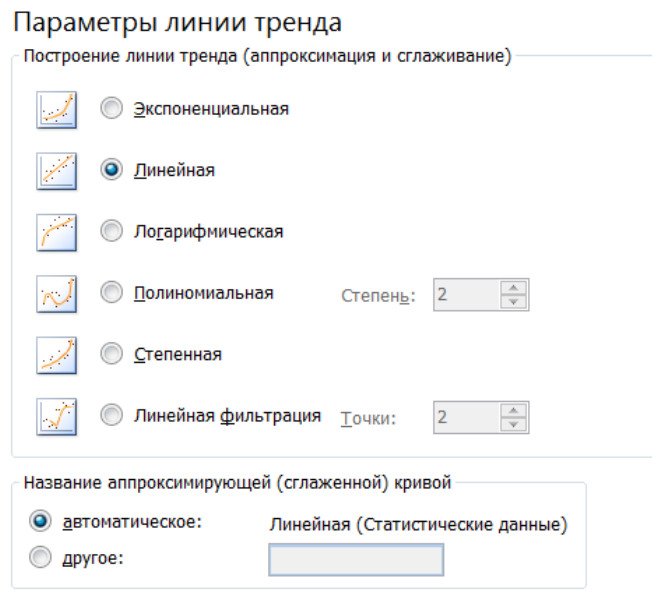 Параметры линии тренда
Построение линии тренда (аппроксимация и сглаживание)
Экспоненциальная
Линейная
Логарифмическая
Полиномиальная Степень: 2
Степенная
Линейная фильтрация Точки: 2
Название аппроксимирующей (сглаженной) кривой
автоматическое: Линейная (Статистические данные)
другое: